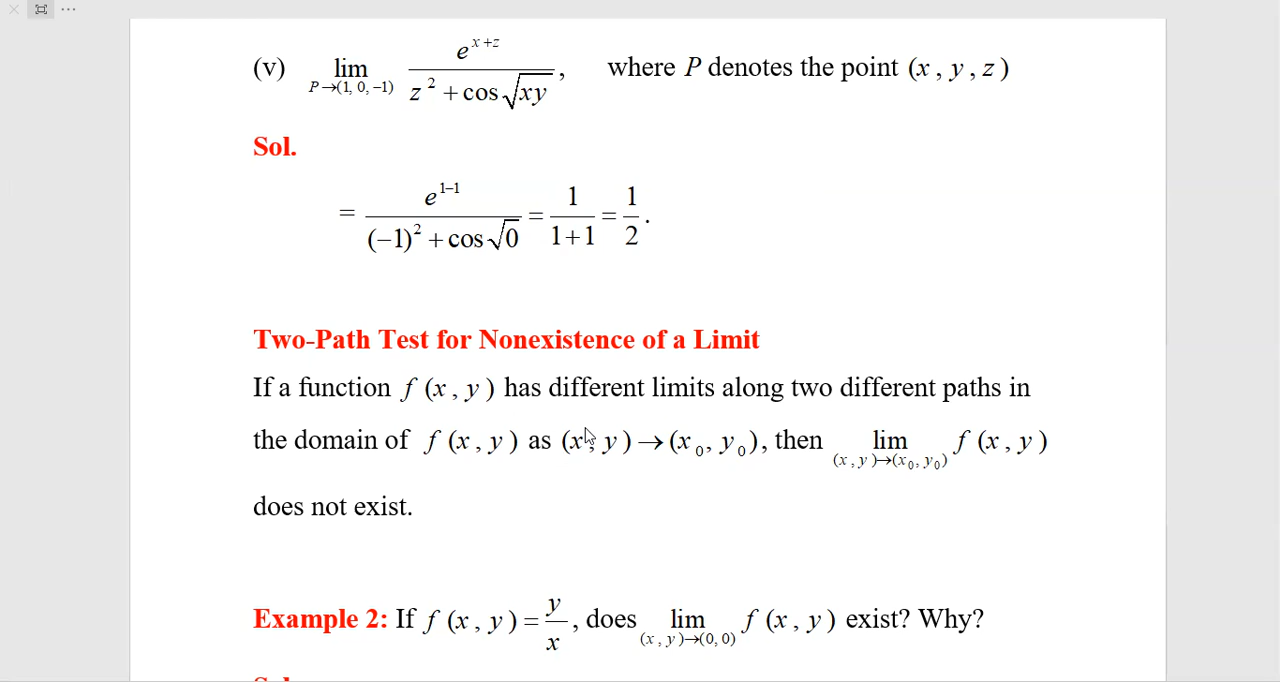 (v) lim P→(1, 0, −1) e^(x+z) / (z² + cos √(xy)), where P denotes the point (x, y, z)
Sol.
= e^(1−1) / ((−1)² + cos √0) = 1/(1+1) = 1/2.
Two-Path Test for Nonexistence of a Limit
If a function f (x, y) has different limits along two different paths in
the domain of f (x, y) as (x, y) → (x₀, y₀), then lim (x, y)→(x₀, y₀) f (x, y)
does not exist.
Example 2: If f (x, y) = y/x, does lim (x, y)→(0, 0) f (x, y) exist? Why?